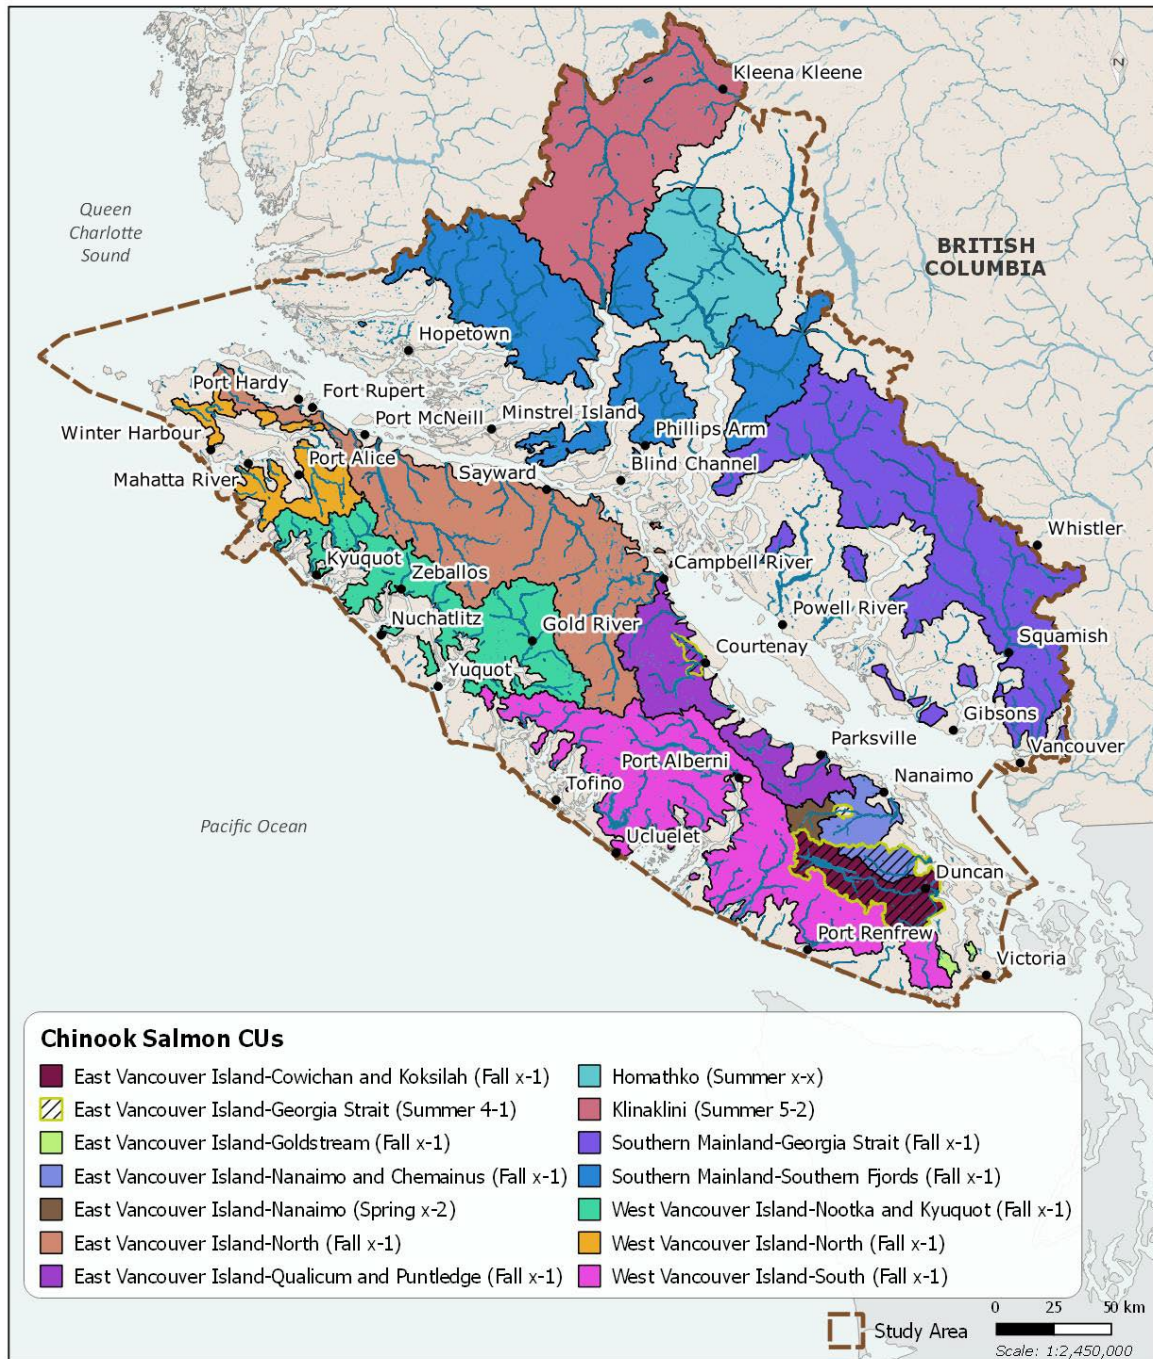 Kleena Kleene
N
Queen
Charlotte
Sound
BRITISH
COLUMBIA
Hopetown
Port Hardy
Fort Rupert
Port McNeill
Minstrel Island
Winter Harbour
Phillips Arm
Port Alice
Blind Channel
Mahatta River
Sayward
Whistler
Kyuquot
Zeballos
Campbell River
Nuchatlitz
Gold River
Powell River
Squamish
Courtenay
Yuquot
Gibsons
Parksville
Vancouver
Port Alberni
Nanaimo
Tofino
Pacific Ocean
Ucluelet
Duncan
Port Renfrew
Victoria
Chinook Salmon CUs
East Vancouver Island-Cowichan and Koksilah (Fall x-1)
East Vancouver Island-Georgia Strait (Summer 4-1)
East Vancouver Island-Goldstream (Fall x-1)
East Vancouver Island-Nanaimo and Chemainus (Fall x-1)
East Vancouver Island-Nanaimo (Spring x-2)
East Vancouver Island-North (Fall x-1)
East Vancouver Island-Qualicum and Puntledge (Fall x-1)
Homathko (Summer x-x)
Klinaklini (Summer 5-2)
Southern Mainland-Georgia Strait (Fall x-1)
Southern Mainland-Southern Fjords (Fall x-1)
West Vancouver Island-Nootka and Kyuquot (Fall x-1)
West Vancouver Island-North (Fall x-1)
West Vancouver Island-South (Fall x-1)
Study Area
0 25 50 km
Scale: 1:2,450,000